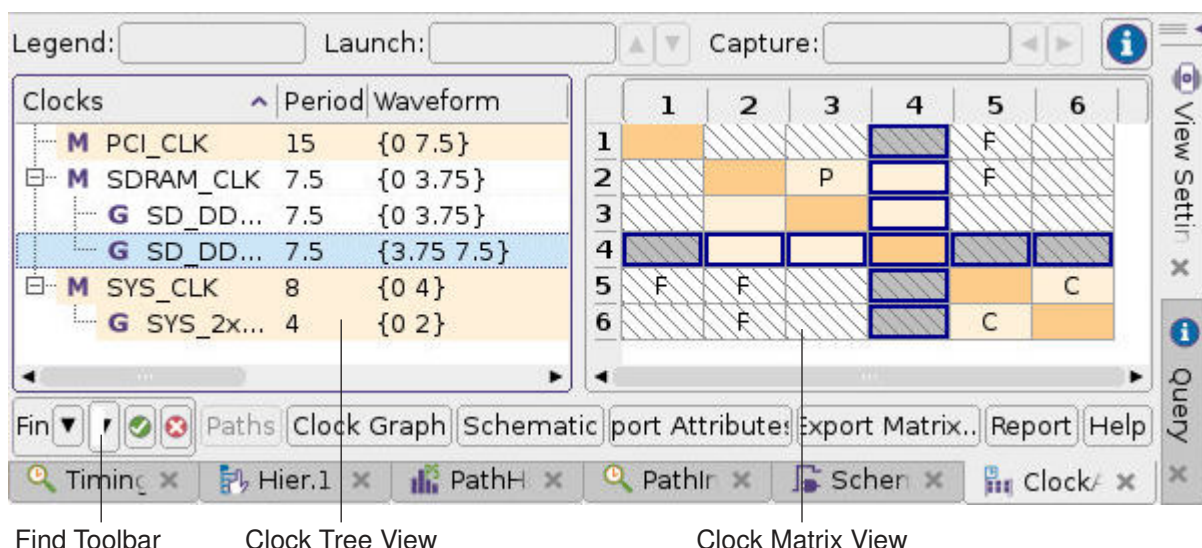 Legend: Launch: Capture:
Clocks Period Waveform 1 2 3 4 5 6
M PCI_CLK 15 {0 7.5} 1 F
M SDRAM_CLK 7.5 {0 3.75} 2 P F
G SD_DD... 7.5 {0 3.75} 3
G SD_DD... 7.5 {3.75 7.5} 4
M SYS_CLK 8 {0 4} 5 F F C
G SYS_2x... 4 {0 2} 6 F C
View Settin
Query
Fin Paths Clock Graph Schematic port Attributes Export Matrix.. Report Help
Timing Hier.1 PathH PathIn Schem ClockA
Find Toolbar Clock Tree View Clock Matrix View